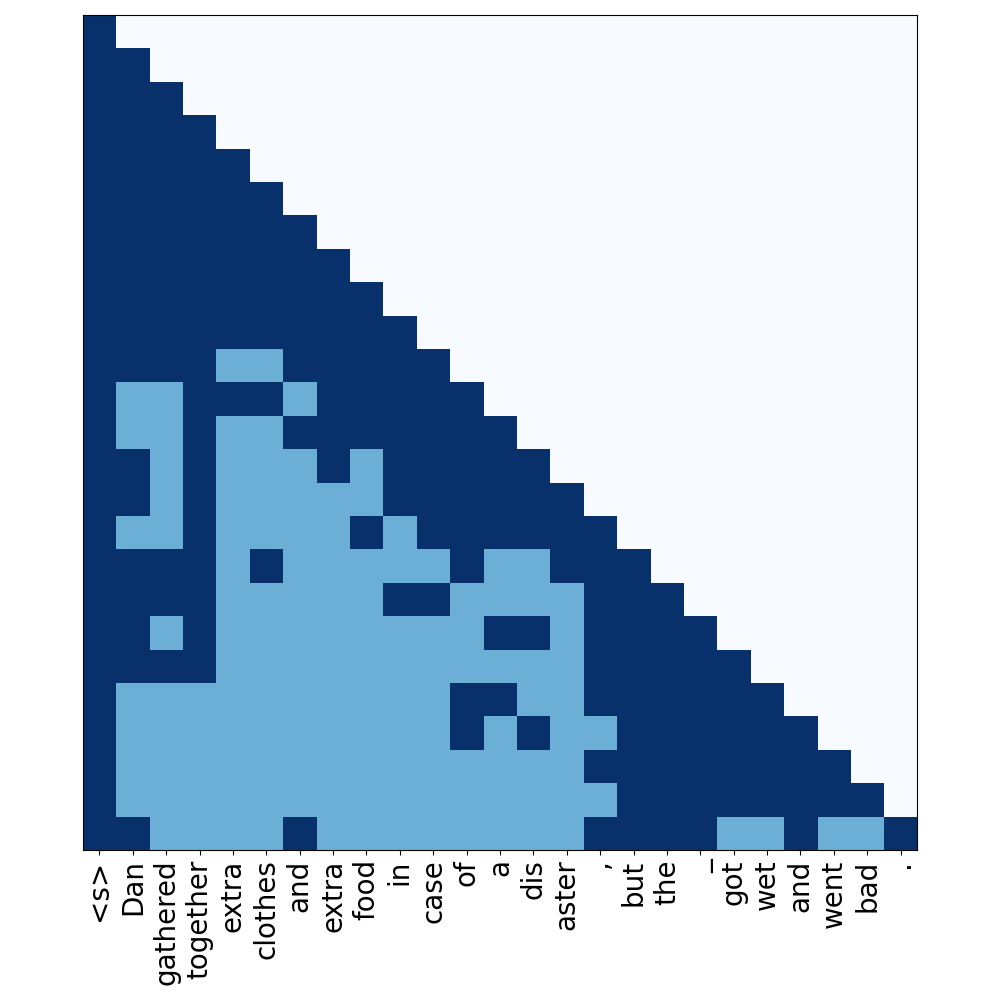 <s>
Dan
gathered
together
extra
clothes
and
extra
food
in
case
of
a
dis
aster
,
but
the
_
got
wet
and
went
bad
.